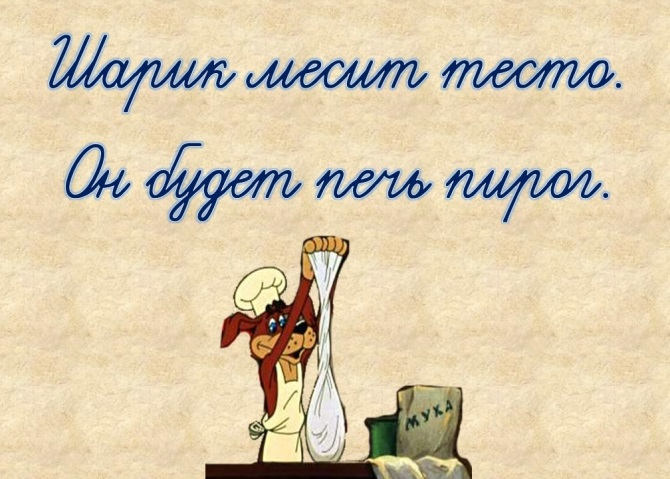 Шарик месит тесто.
Он будет печь пирог.
МУКА